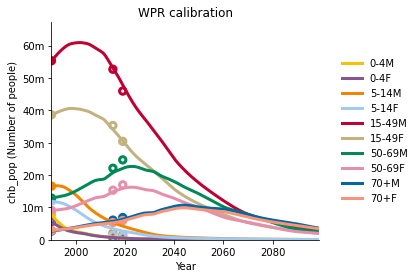 WPR calibration
chb_pop (Number of people)
60m
50m
40m
30m
20m
10m
0
2000
2020
2040
2060
2080
Year
0-4M
0-4F
5-14M
5-14F
15-49M
15-49F
50-69M
50-69F
70+M
70+F